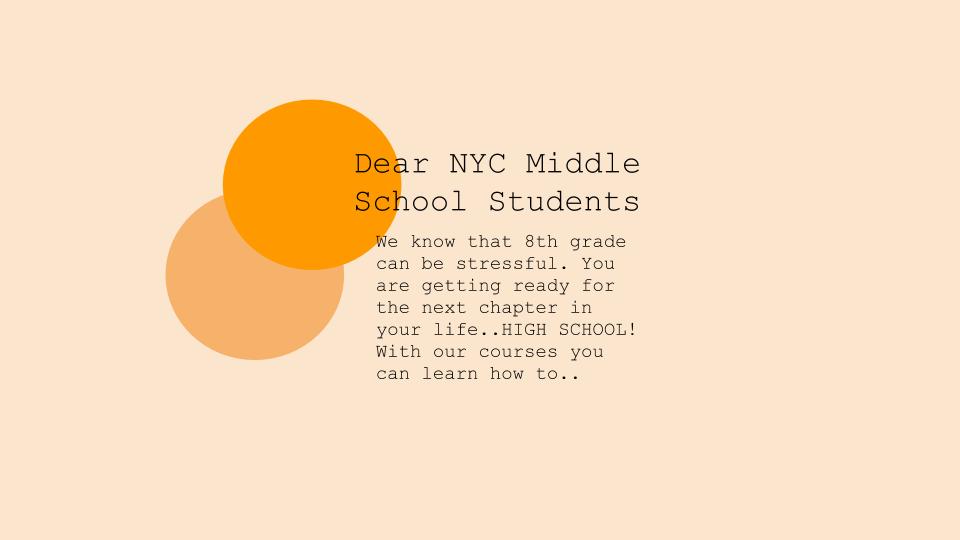 Dear NYC Middle
School Students
We know that 8th grade
can be stressful. You
are getting ready for
the next chapter in
your life..HIGH SCHOOL!
With our courses you
can learn how to..